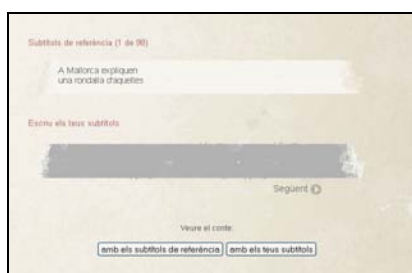 Subtítols de referència (1 de 98)
A Mallorca expliquen
una rondalla d'aquelles
Escriu els teus subtítols
Següent
Veure el conte:
amb els subtítols de referència amb els teus subtítols